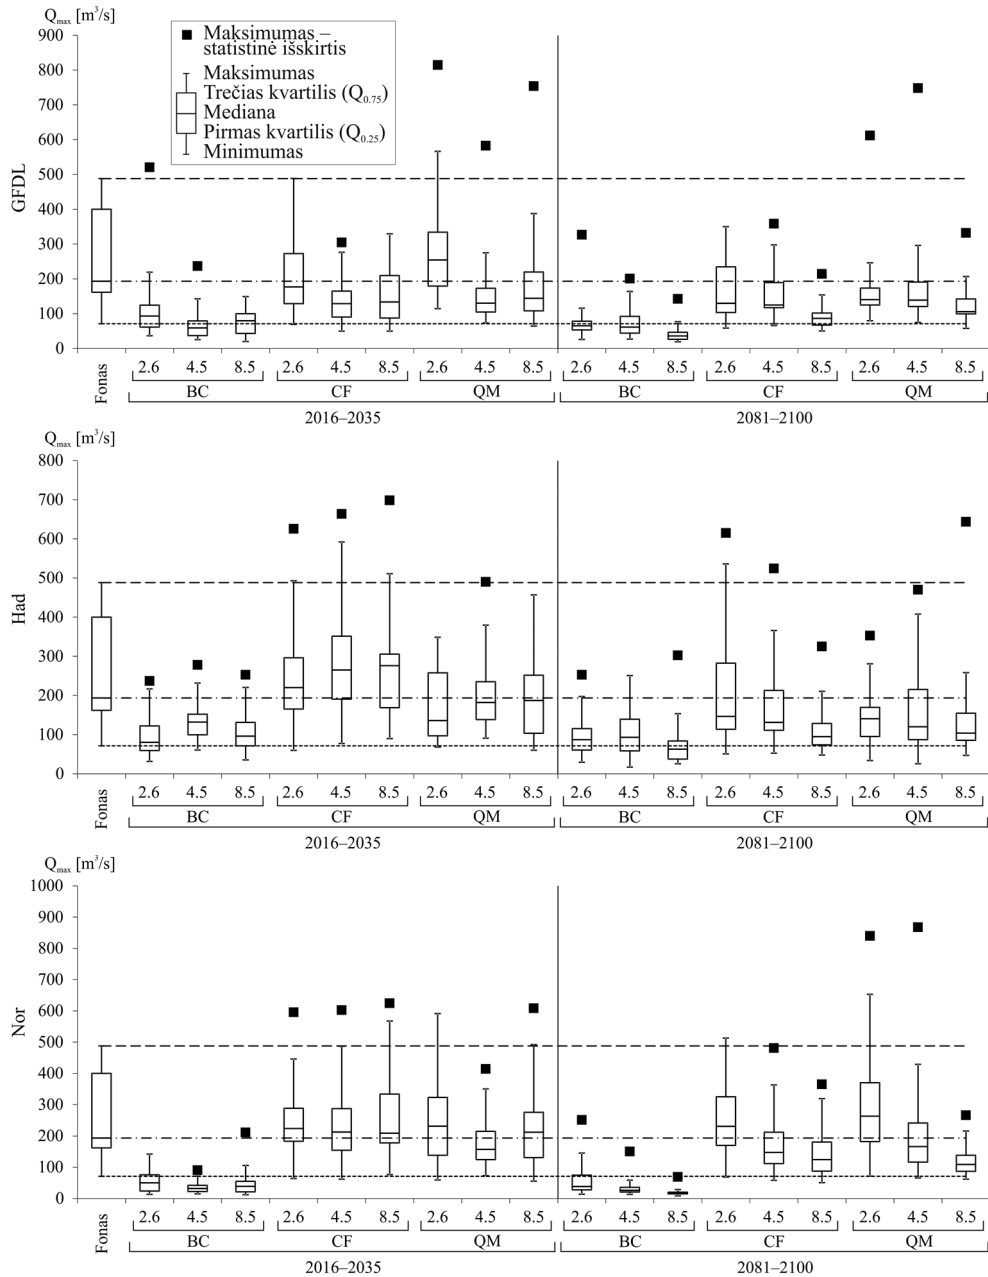 Qmax [m³/s]
900
800
700
600
500
400
300
200
100
0
GFDL
Maksimumas –
statistinė išskirtis
Maksimumas
Trečias kvartilis (Q0.75)
Mediana
Pirmas kvartilis (Q0.25)
Minimumas
Fonas 2.6 4.5 8.5 2.6 4.5 8.5 2.6 4.5 8.5 2.6 4.5 8.5 2.6 4.5 8.5 2.6 4.5 8.5
BC CF QM BC CF QM
2016–2035 2081–2100
Qmax [m³/s]
800
700
600
500
400
300
200
100
0
Had
Fonas 2.6 4.5 8.5 2.6 4.5 8.5 2.6 4.5 8.5 2.6 4.5 8.5 2.6 4.5 8.5 2.6 4.5 8.5
BC CF QM BC CF QM
2016–2035 2081–2100
Qmax [m³/s]
1000
900
800
700
600
500
400
300
200
100
0
Nor
Fonas 2.6 4.5 8.5 2.6 4.5 8.5 2.6 4.5 8.5 2.6 4.5 8.5 2.6 4.5 8.5 2.6 4.5 8.5
BC CF QM BC CF QM
2016–2035 2081–2100